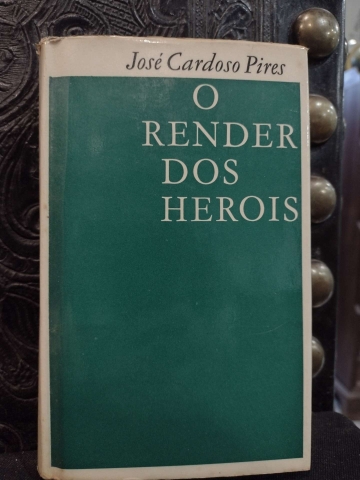 José Cardoso Pires
O
RENDER
DOS
HEROIS